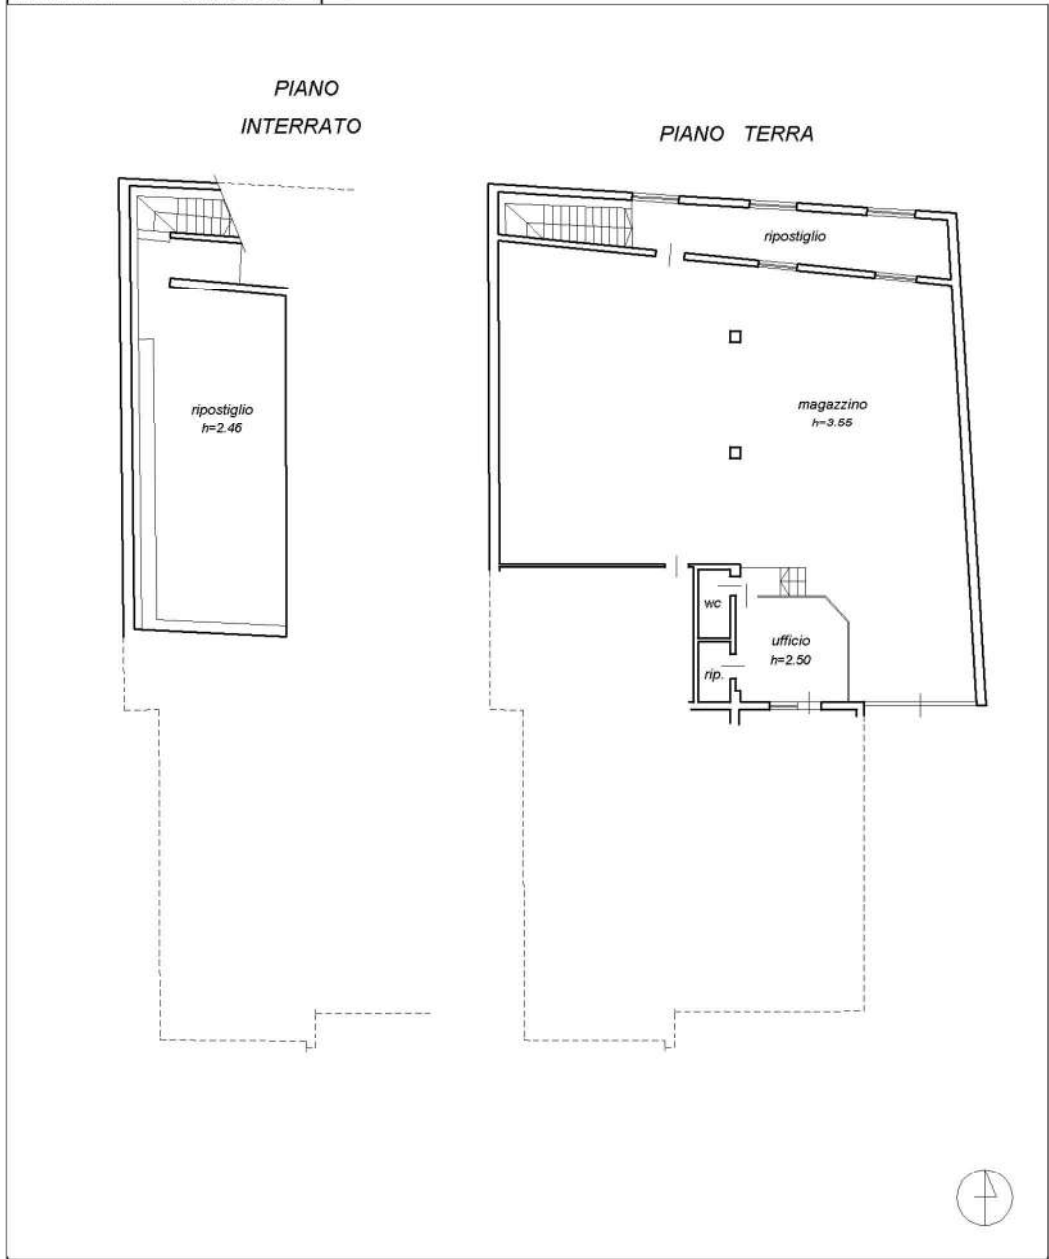 PIANO
INTERRATO
PIANO TERRA
ripostiglio
ripostiglio
h=2.46
magazzino
h=3.55
wc
ufficio
h=2.50
rip.